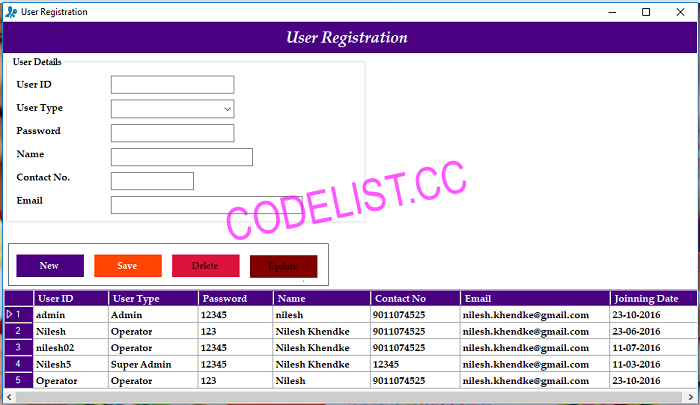 User Registration
User Registration
User Details
User ID
User Type
Password
Name
Contact No.
Email
CODELIST.CC
New Save Delete Update
User ID User Type Password Name Contact No Email Joinning Date
1 admin Admin 12345 nilesh 9011074525 nilesh.khendke@gmail.com 23-10-2016
2 Nilesh Operator 123 Nilesh Khendke 9011074525 nilesh.khendke@gmail.com 23-06-2016
3 nilesh02 Operator 12345 Nilesh Khendke 9011074525 nilesh.khendke@gmail.com 11-07-2016
4 Nilesh5 Super Admin 12345 Nilesh Khendke 12345 nilesh.khendke@gmail.com 11-03-2016
5 Operator Operator 123 Nilesh 9011074525 nilesh.khendke@gmail.com 23-10-2016